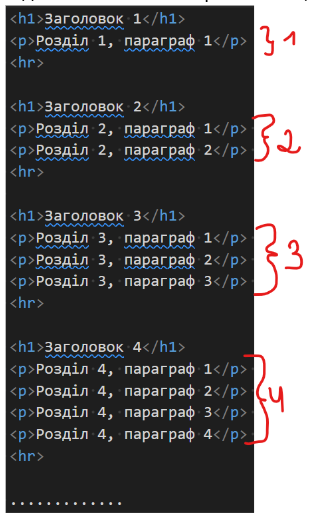 <h1>Заголовок 1</h1>
<p>Розділ 1, параграф 1</p> 1
<hr>
<h1>Заголовок 2</h1>
<p>Розділ 2, параграф 1</p>
<p>Розділ 2, параграф 2</p> 2
<hr>
<h1>Заголовок 3</h1>
<p>Розділ 3, параграф 1</p>
<p>Розділ 3, параграф 2</p> 3
<p>Розділ 3, параграф 3</p>
<hr>
<h1>Заголовок 4</h1>
<p>Розділ 4, параграф 1</p>
<p>Розділ 4, параграф 2</p> 4
<p>Розділ 4, параграф 3</p>
<p>Розділ 4, параграф 4</p>
<hr>
.............